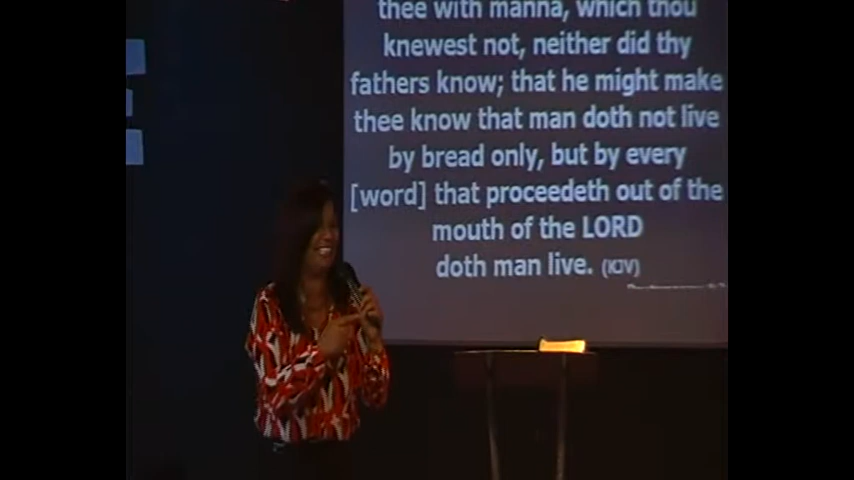 thee with manna, which thou
knewest not, neither did thy
fathers know; that he might make
thee know that man doth not live
by bread only, but by every
[word] that proceedeth out of the
mouth of the LORD
doth man live. (KJV)